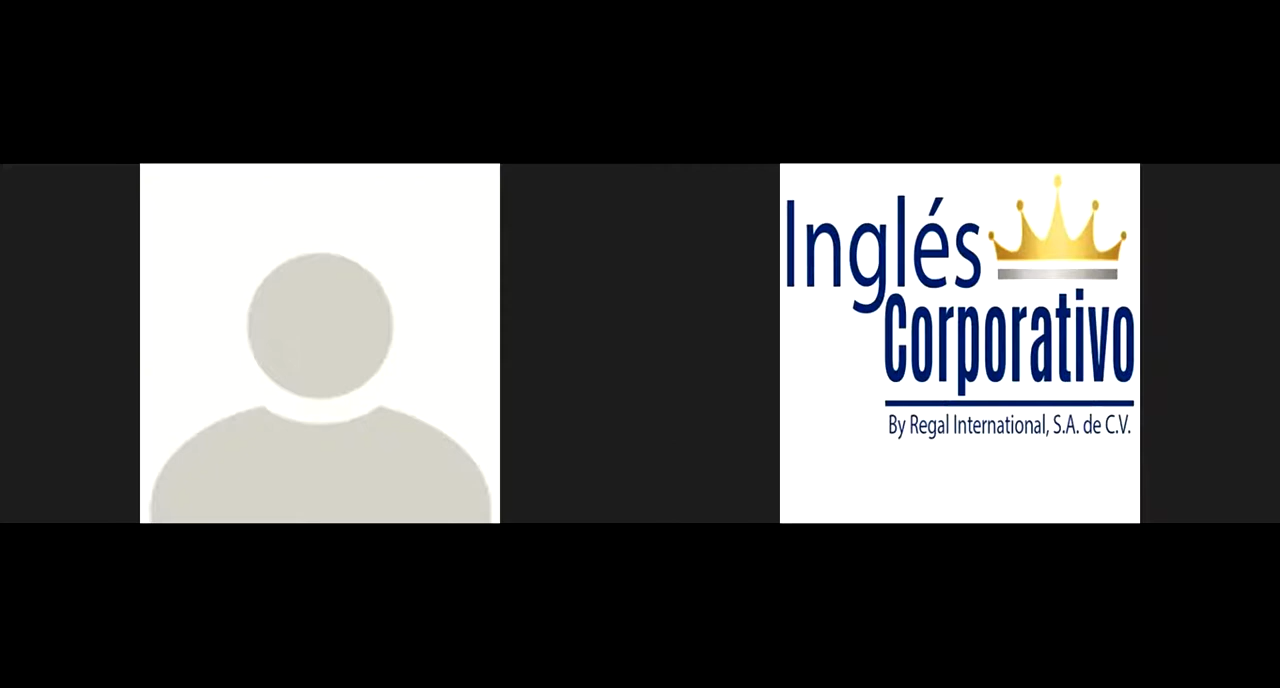 Inglés
Corporativo
By Regal International, S.A. de C.V.